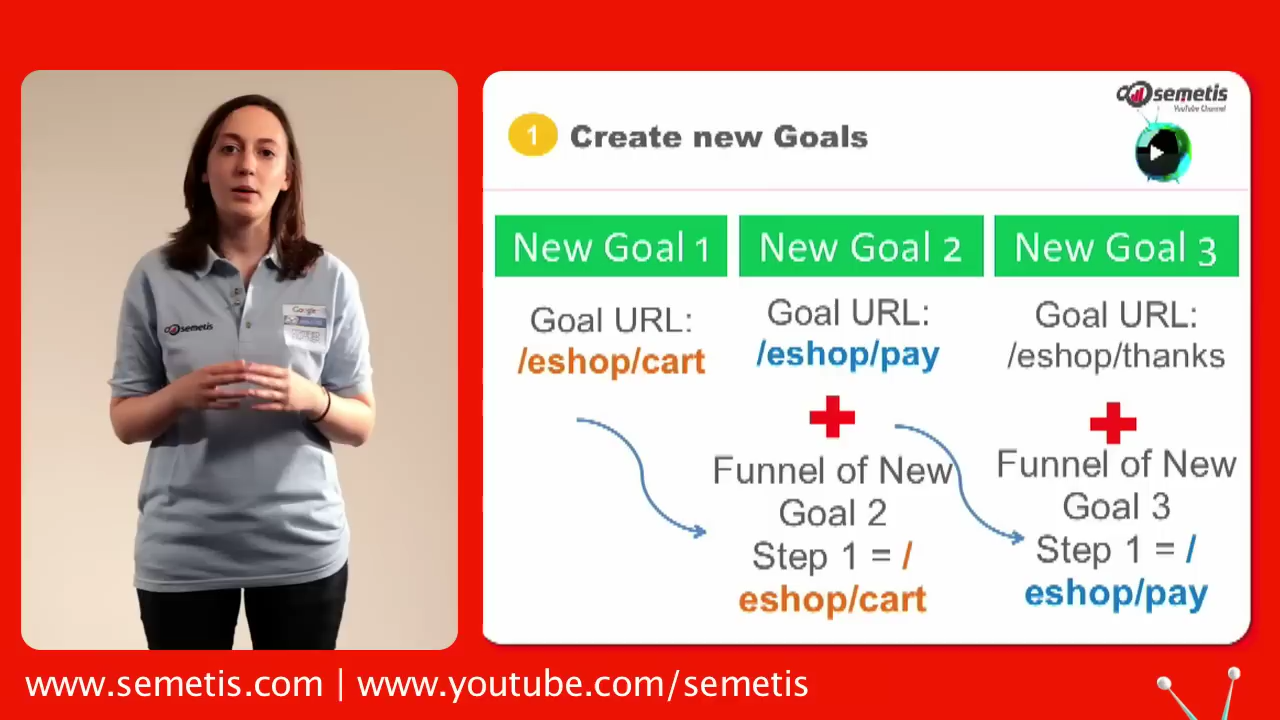 semetis
Google
semetis
YouTube Channel
1
Create new Goals
New Goal 1
Goal URL:
/eshop/cart
New Goal 2
Goal URL:
/eshop/pay
Funnel of New
Goal 2
Step 1 = /
eshop/cart
New Goal 3
Goal URL:
/eshop/thanks
Funnel of New
Goal 3
Step 1 = /
eshop/pay
www.semetis.com | www.youtube.com/semetis